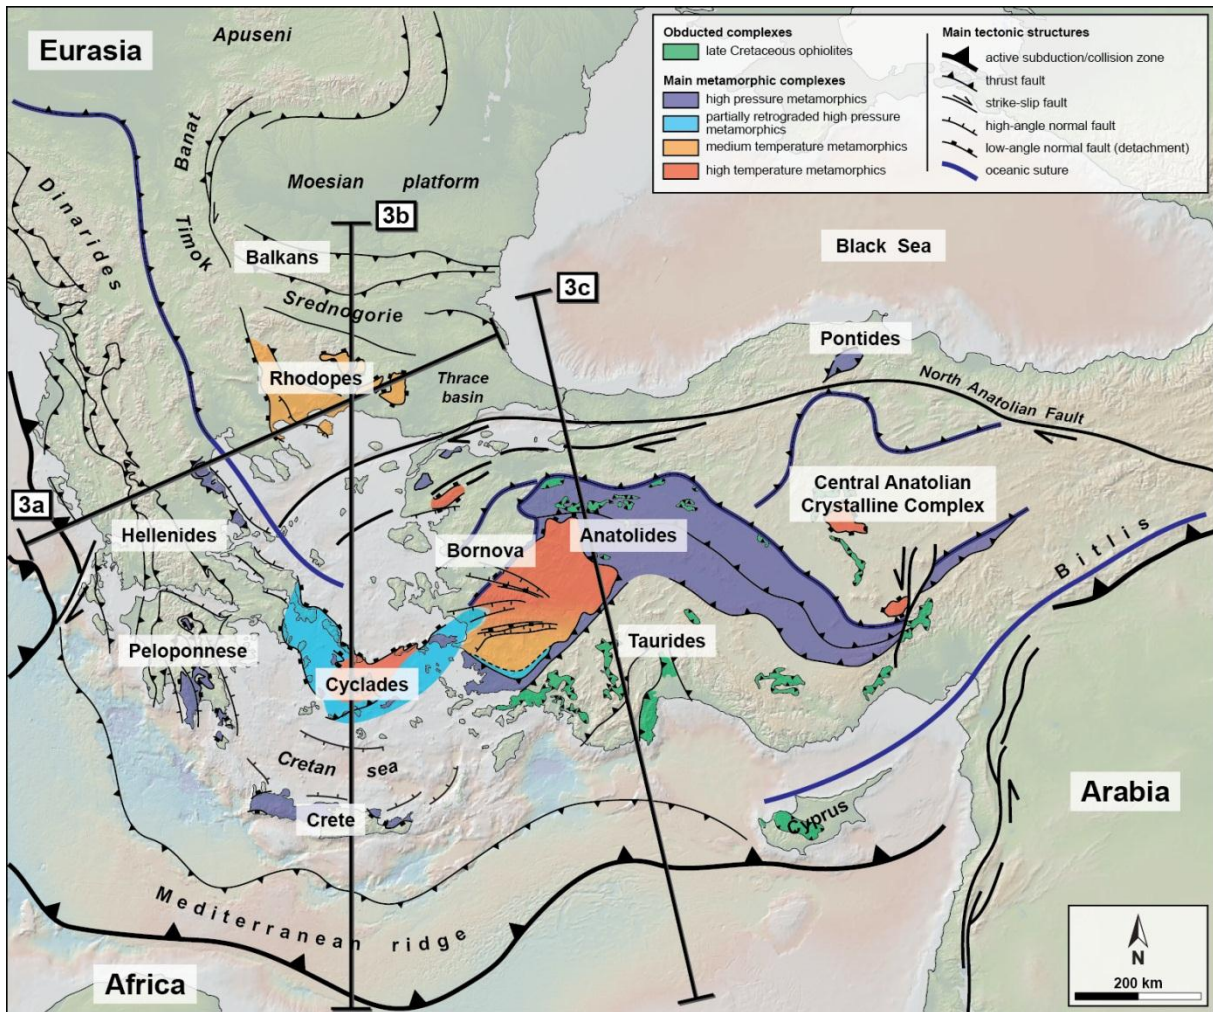 Eurasia
Apuseni
Banat
Timok
Dinarides
Moesian platform
3b
Balkans
Srednogorie
3c
Black Sea
Rhodopes
Thrace
basin
Pontides
North Anatolian Fault
3a
Hellenides
Bornova
Anatolides
Central Anatolian
Crystalline Complex
Bitlis
Peloponnese
Cyclades
Taurides
Cretan sea
Crete
Cyprus
Arabia
Mediterranean ridge
Africa
Obducted complexes
late Cretaceous ophiolites
Main metamorphic complexes
high pressure metamorphics
partially retrograded high pressure
metamorphics
medium temperature metamorphics
high temperature metamorphics
Main tectonic structures
active subduction/collision zone
thrust fault
strike-slip fault
high-angle normal fault
low-angle normal fault (detachment)
oceanic suture
N
200 km